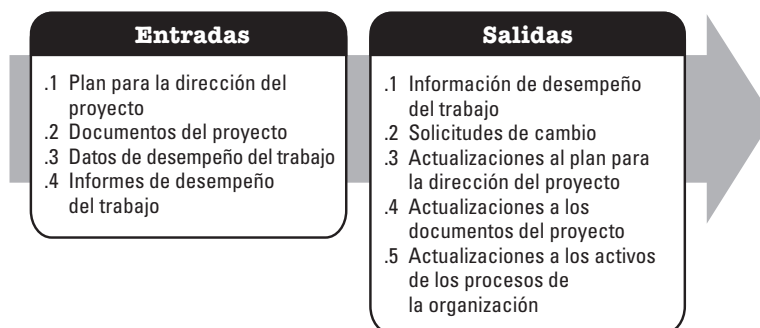 Entradas
.1 Plan para la dirección del
proyecto
.2 Documentos del proyecto
.3 Datos de desempeño del trabajo
.4 Informes de desempeño
del trabajo
Salidas
.1 Información de desempeño
del trabajo
.2 Solicitudes de cambio
.3 Actualizaciones al plan para
la dirección del proyecto
.4 Actualizaciones a los
documentos del proyecto
.5 Actualizaciones a los activos
de los procesos de
la organización